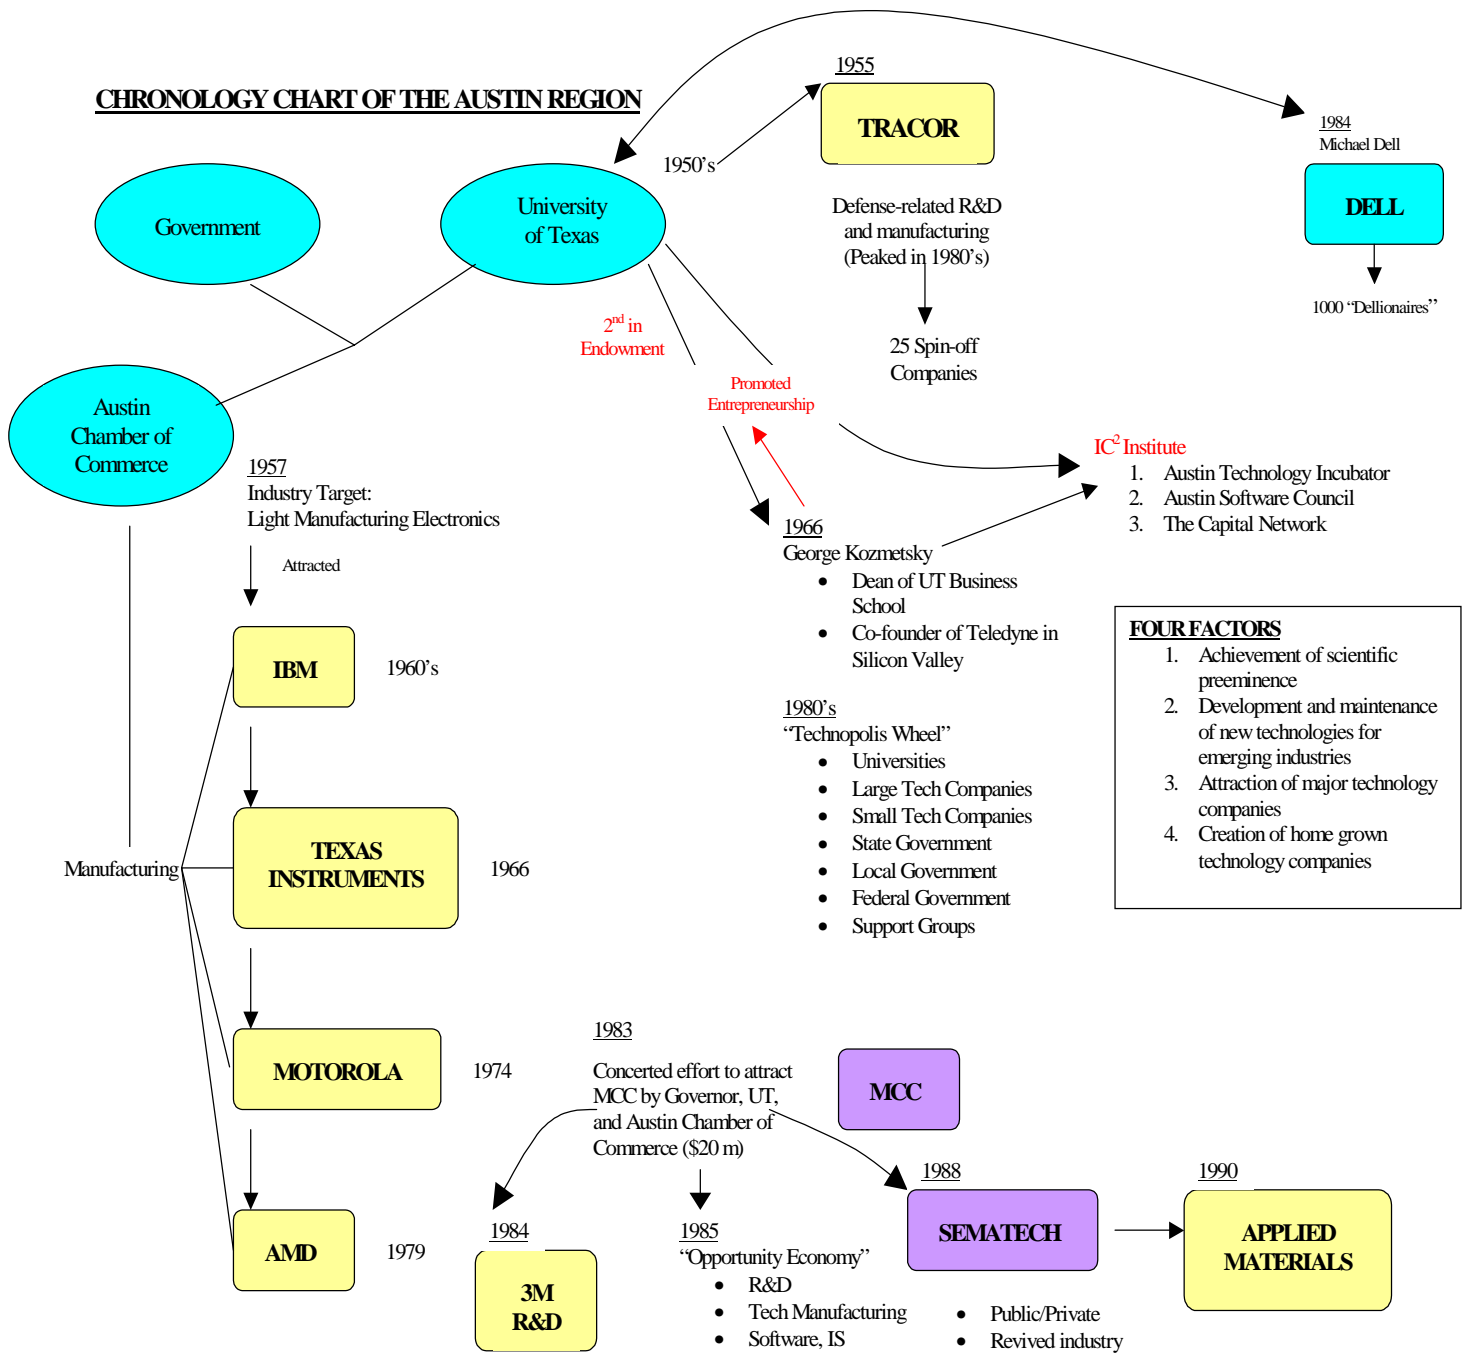 CHRONOLOGY CHART OF THE AUSTIN REGION
1955
TRACOR
1950's
Defense-related R&D
and manufacturing
(Peaked in 1980's)
25 Spin-off
Companies
1984
Michael Dell
DELL
1000 “Dellionaires”
Government
University
of Texas
2nd in
Endowment
Promoted
Entrepreneurship
Austin
Chamber of
Commerce
1957
Industry Target:
Light Manufacturing Electronics
Attracted
IBM
1960's
TEXAS
INSTRUMENTS
1966
Manufacturing
MOTOROLA
1974
AMD
1979
IC2 Institute
1. Austin Technology Incubator
2. Austin Software Council
3. The Capital Network
1966
George Kozmetsky
• Dean of UT Business
School
• Co-founder of Teledyne in
Silicon Valley
1980's
“Technopolis Wheel”
• Universities
• Large Tech Companies
• Small Tech Companies
• State Government
• Local Government
• Federal Government
• Support Groups
FOUR FACTORS
1. Achievement of scientific
preeminence
2. Development and maintenance
of new technologies for
emerging industries
3. Attraction of major technology
companies
4. Creation of home grown
technology companies
1983
Concerted effort to attract
MCC by Governor, UT,
and Austin Chamber of
Commerce ($20 m)
MCC
1984
3M
R&D
1985
“Opportunity Economy”
• R&D
• Tech Manufacturing
• Software, IS
1988
SEMATECH
• Public/Private
• Revived industry
1990
APPLIED
MATERIALS